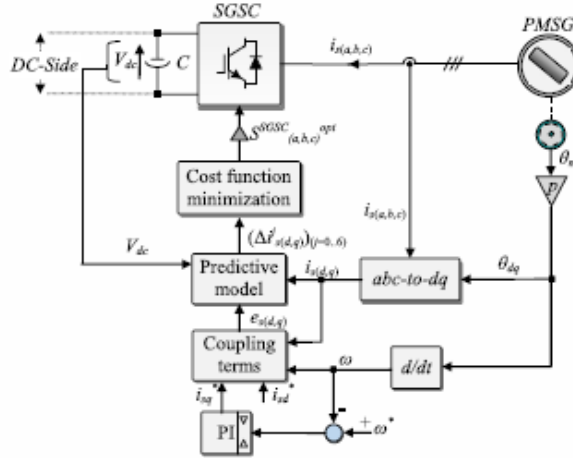 SGSC
PMSG
DC-Side
V_dc
C
i_s(a,b,c)
S^SGSC_(a,b,c)^opt
θ_m
p
Cost function
minimization
i_s(a,b,c)
(Δi^j_s(d,q))_(j=0..6)
V_dc
Predictive
model
i_s(d,q)
abc-to-dq
θ_dq
e_s(d,q)
Coupling
terms
ω
d/dt
i_sq*
i_sd*
-
PI
+ ω*